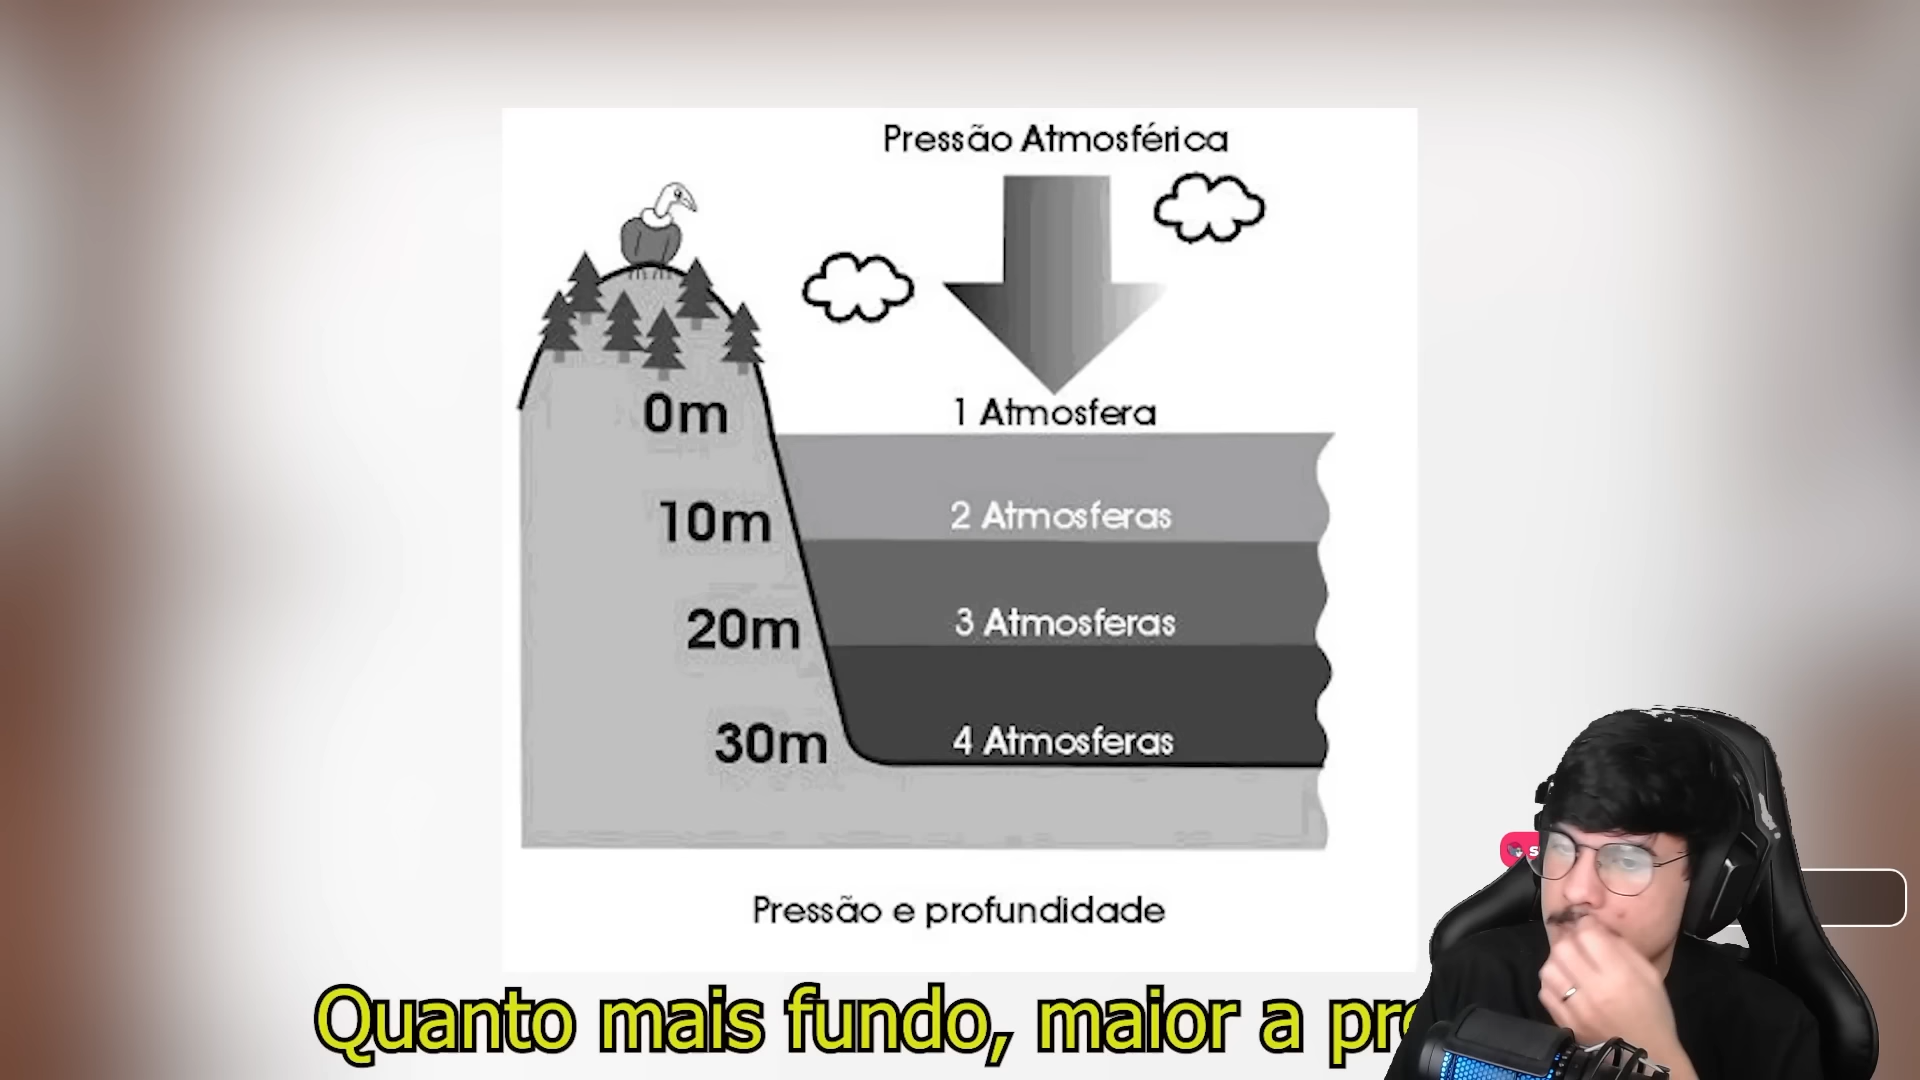 Pressão Atmosférica
1 Atmosfera
0m
2 Atmosferas
10m
3 Atmosferas
20m
4 Atmosferas
30m
Pressão e profundidade
Quanto mais fundo, maior a